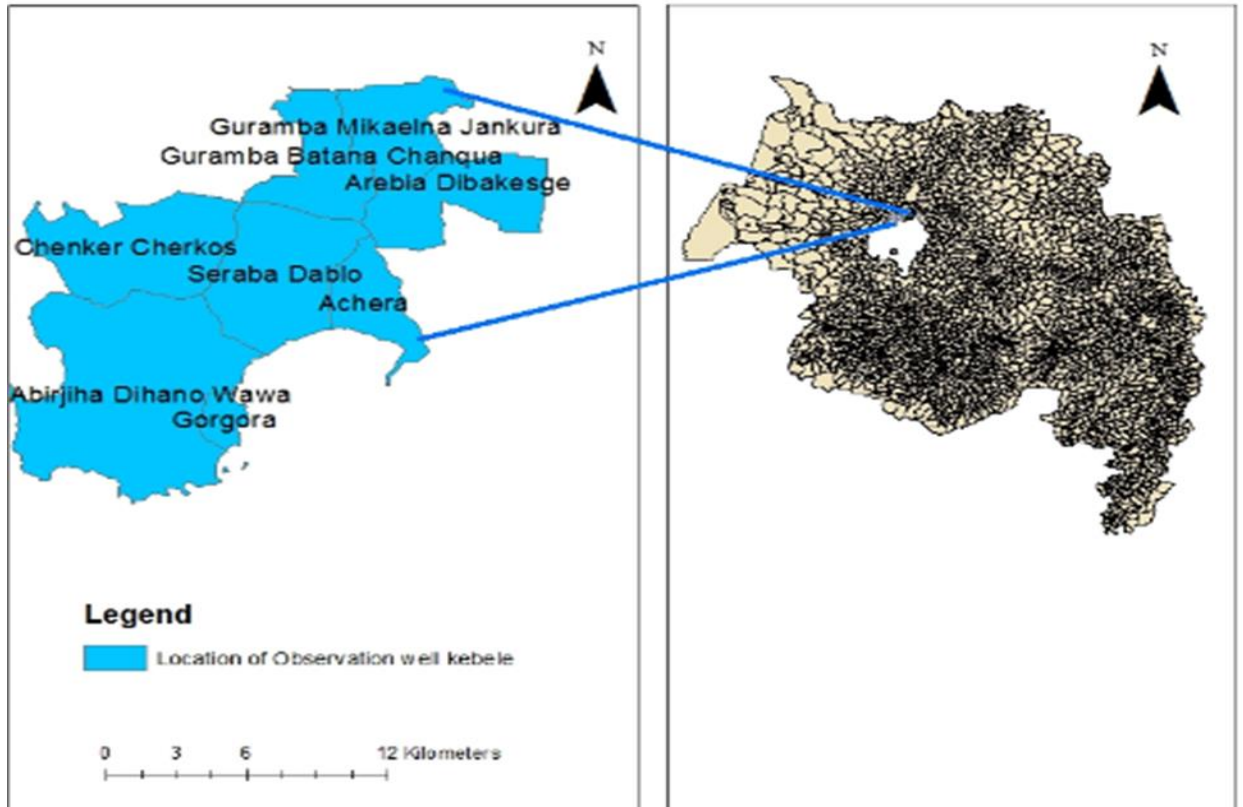 N
Guramba Mikaelna Jankura
Guramba Batana Chanqua
Arebia Dibakesge
Chenker Cherkos
Seraba Dablo
Achera
Abirjiha Dihano Wawa
Gorgora
Legend
Location of Observation well kebele
0 3 6 12 Kilometers
N